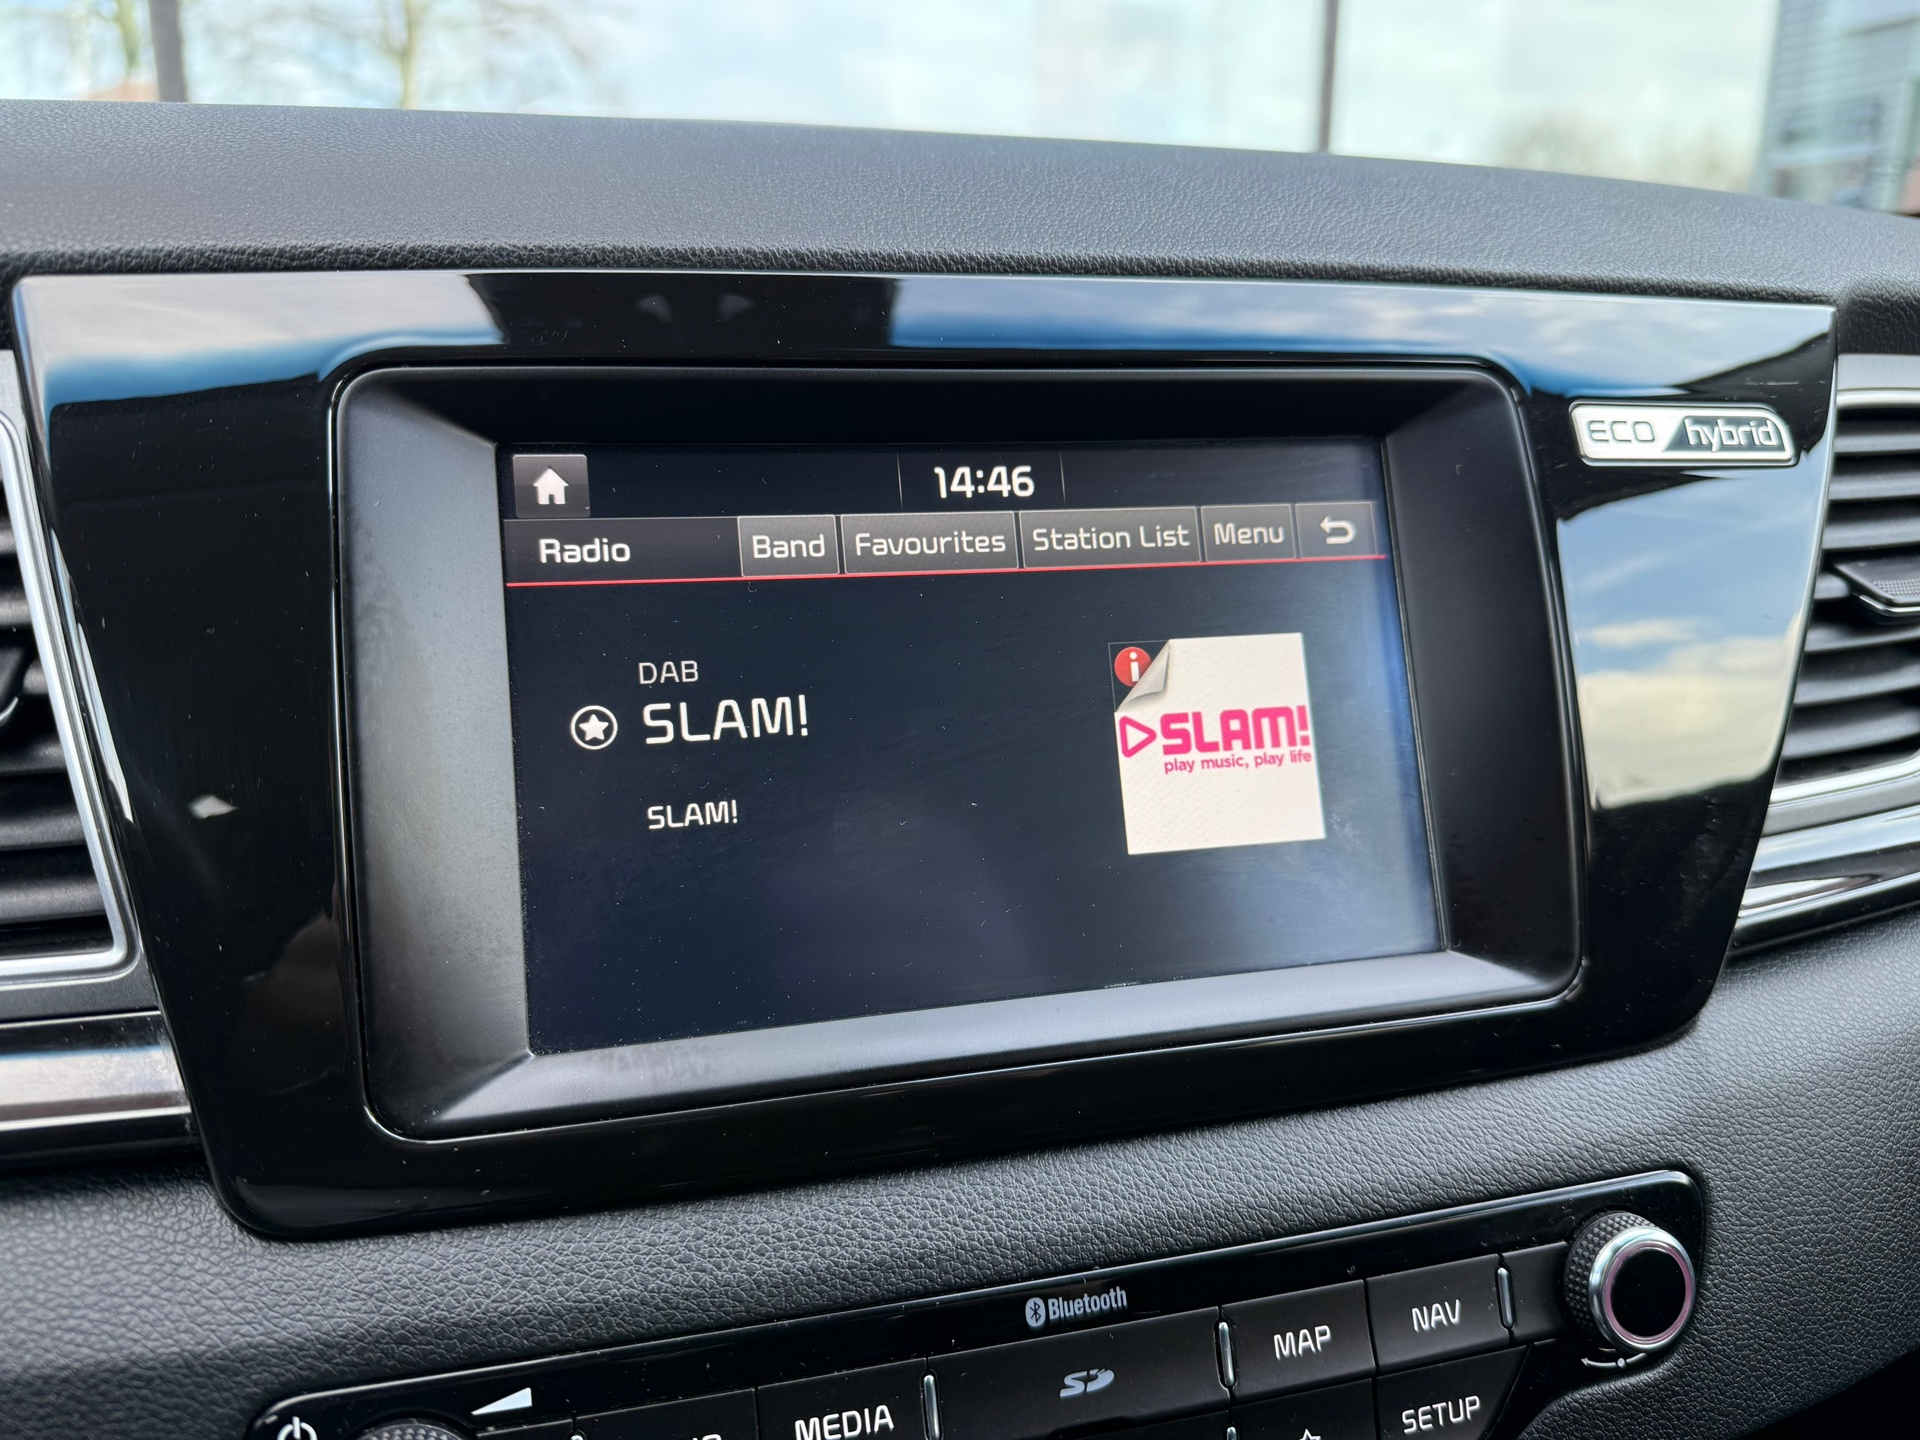 14:46
ECO hybrid
Radio Band Favourites Station List Menu
DAB
SLAM!
SLAM!
i
SLAM!
play music, play life
Bluetooth
SD
MAP NAV
MEDIA
SETUP